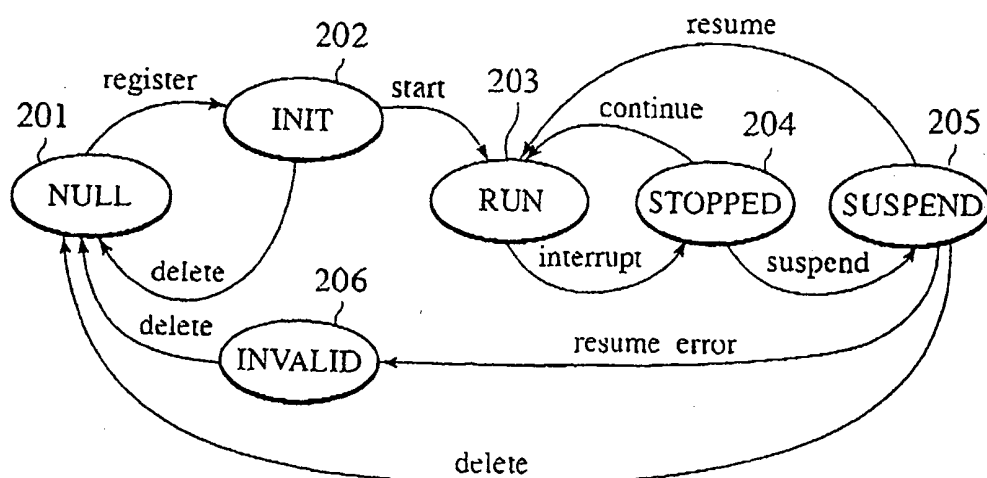 resume
202
register
start
203
continue
204
205
201
INIT
NULL
RUN
STOPPED
SUSPEND
interrupt
suspend
delete
206
delete
INVALID
resume error
delete